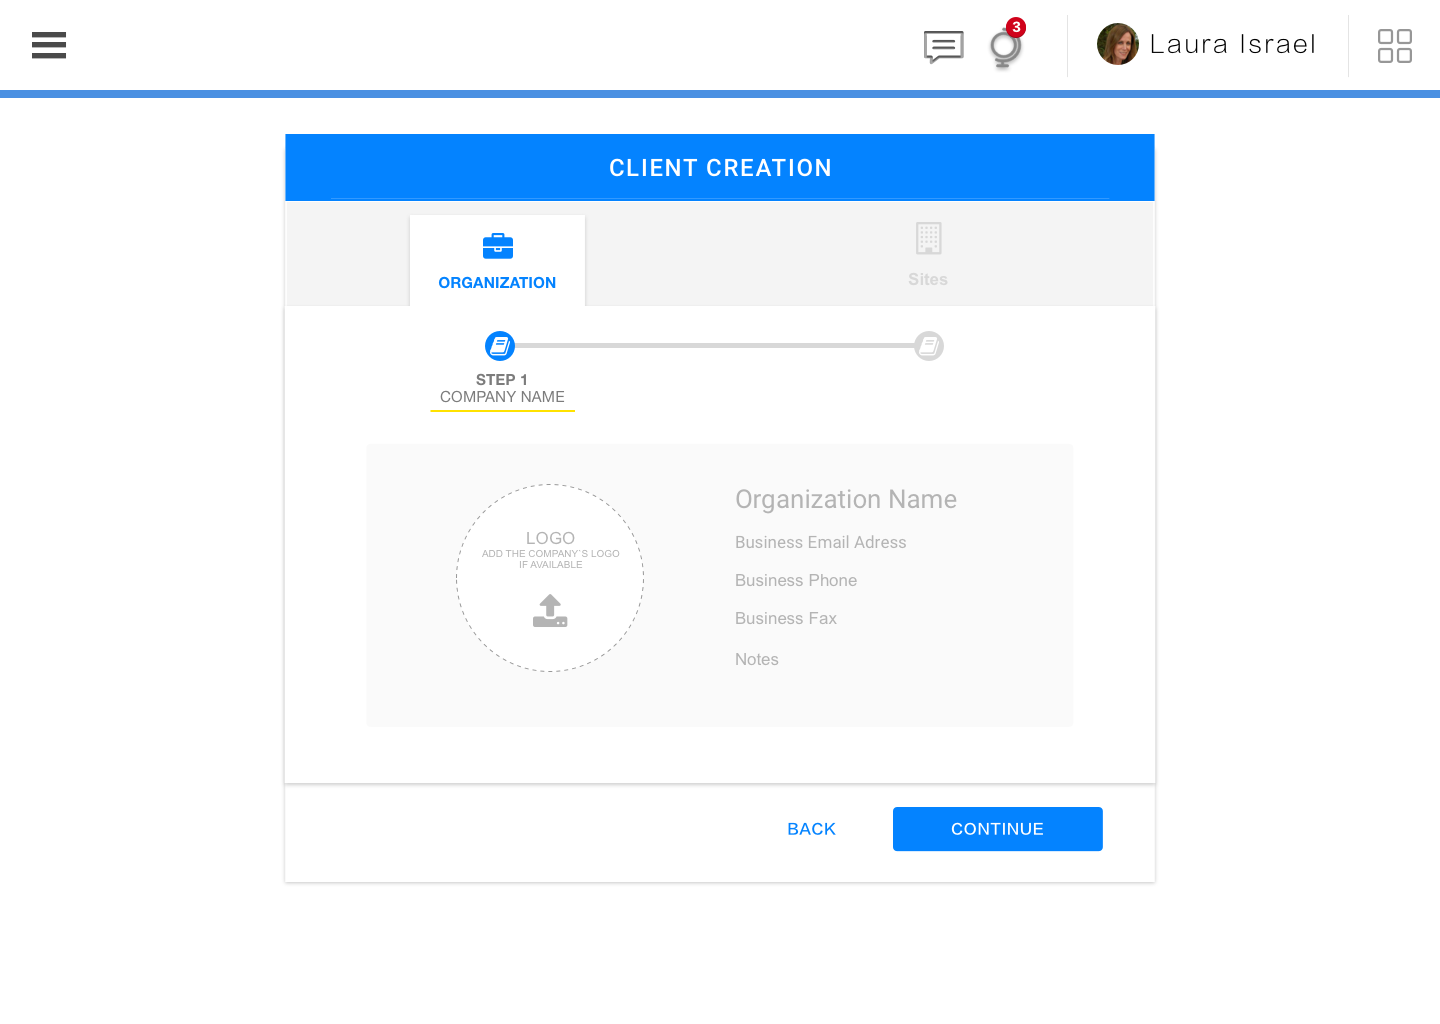 3
Laura Israel
CLIENT CREATION
ORGANIZATION
Sites
STEP 1
COMPANY NAME
LOGO
ADD THE COMPANY`S LOGO
IF AVAILABLE
Organization Name
Business Email Adress
Business Phone
Business Fax
Notes
BACK
CONTINUE